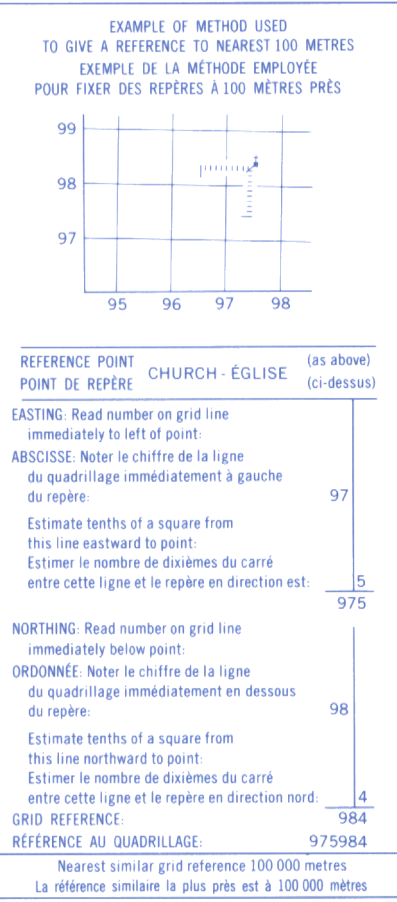 EXAMPLE OF METHOD USED
TO GIVE A REFERENCE TO NEAREST 100 METRES
EXEMPLE DE LA MÉTHODE EMPLOYÉE
POUR FIXER DES REPÈRES À 100 MÈTRES PRÈS
99
98
97
95 96 97 98
REFERENCE POINT
POINT DE REPÈRE
CHURCH - ÉGLISE
(as above)
(ci-dessus)
EASTING: Read number on grid line
immediately to left of point:
ABSCISSE: Noter le chiffre de la ligne
du quadrillage immédiatement à gauche
du repère: 97
Estimate tenths of a square from
this line eastward to point:
Estimer le nombre de dixièmes du carré
entre cette ligne et le repère en direction est: 5
975
NORTHING: Read number on grid line
immediately below point:
ORDONNÉE: Noter le chiffre de la ligne
du quadrillage immédiatement en dessous
du repère: 98
Estimate tenths of a square from
this line northward to point:
Estimer le nombre de dixièmes du carré
entre cette ligne et le repère en direction nord: 4
GRID REFERENCE: 984
RÉFÉRENCE AU QUADRILLAGE: 975984
Nearest similar grid reference 100 000 metres
La référence similaire la plus près est à 100 000 mètres